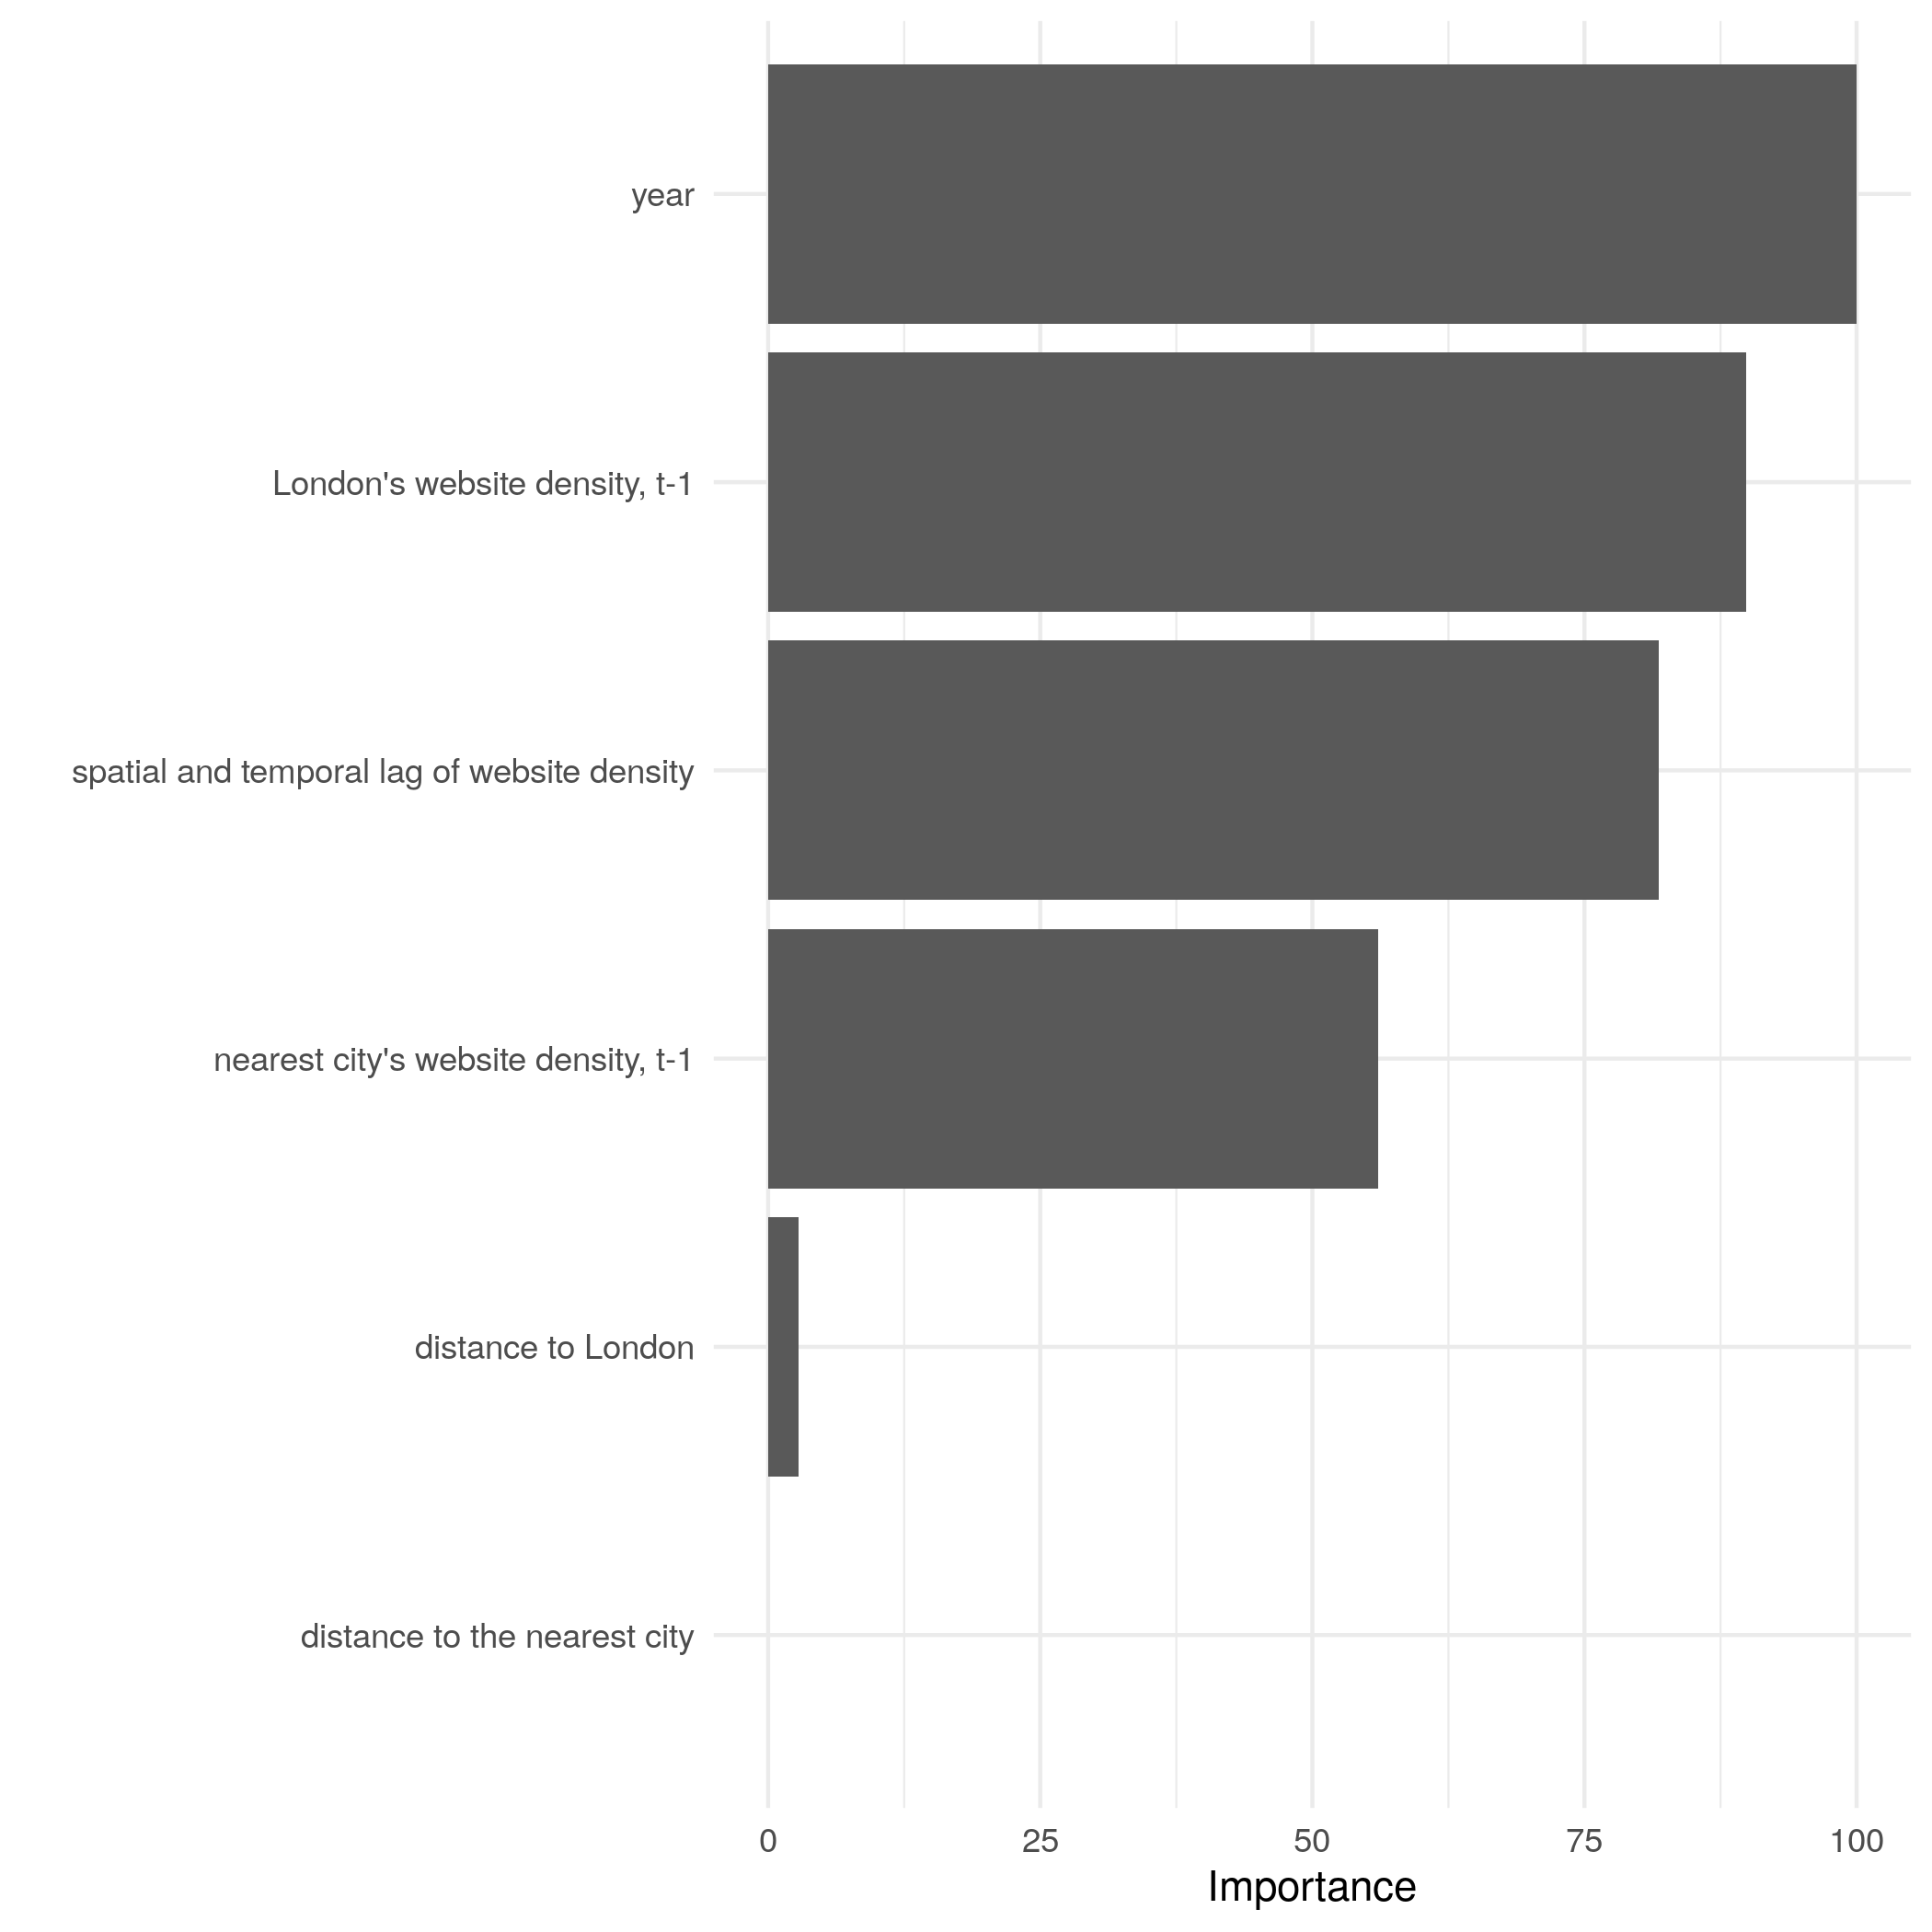 year
London's website density, t-1
spatial and temporal lag of website density
nearest city's website density, t-1
distance to London
distance to the nearest city
0 25 50 75 100
Importance